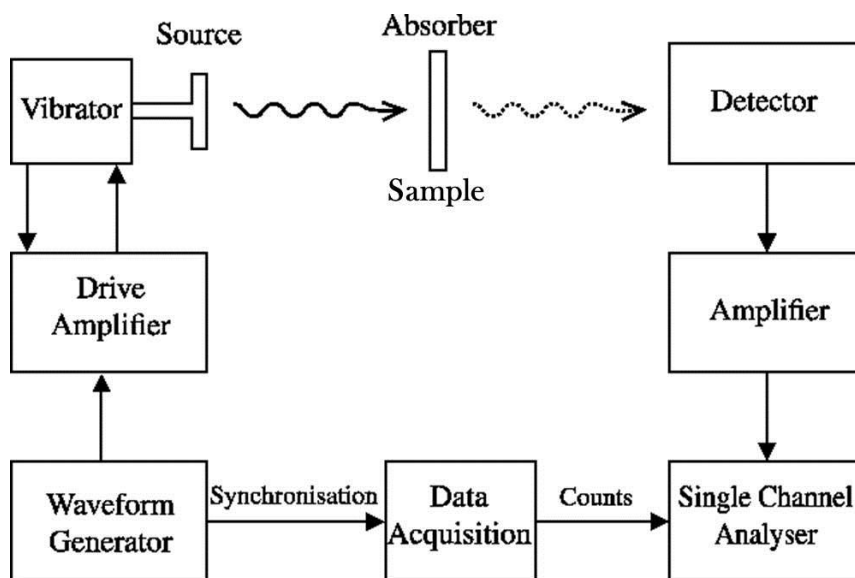 Source
Absorber
Vibrator
Detector
Sample
Drive
Amplifier
Amplifier
Waveform
Generator
Synchronisation
Data
Acquisition
Counts
Single Channel
Analyser